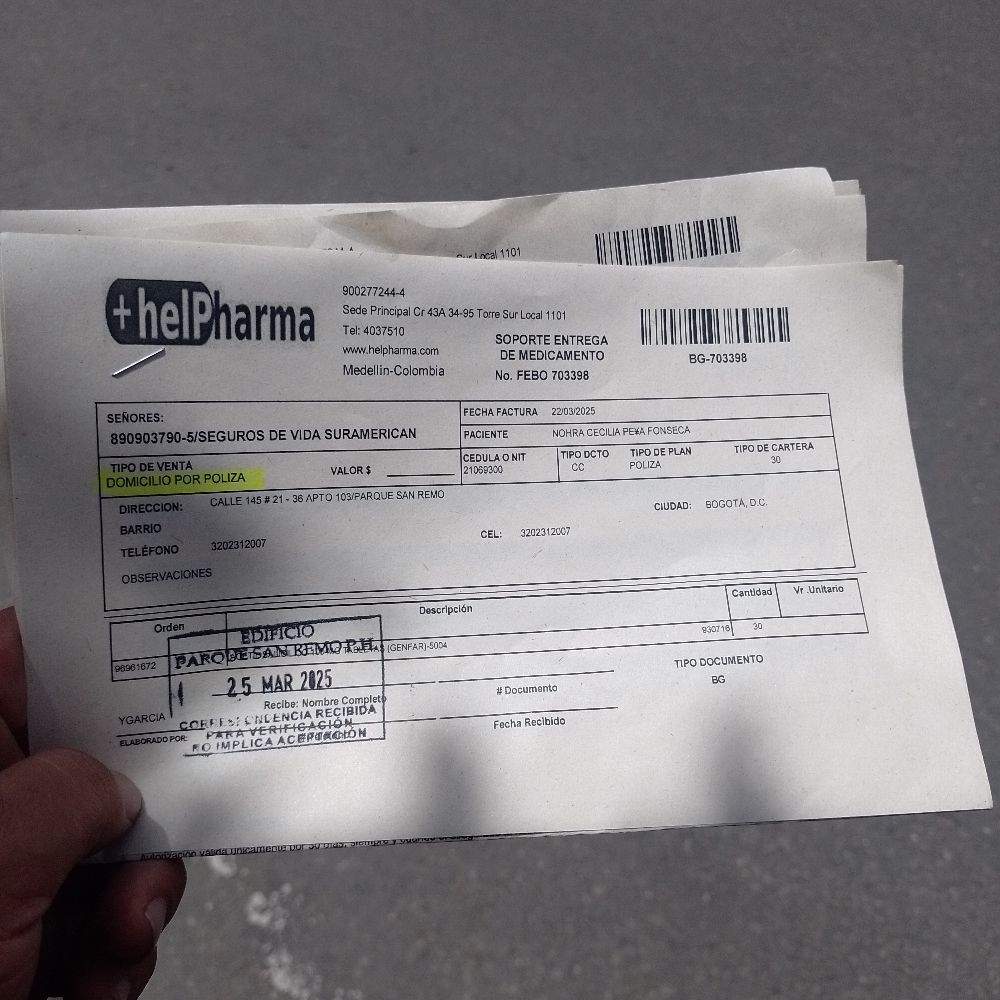 Sur Local 1101
+helPharma
900277244-4
Sede Principal Cr 43A 34-95 Torre Sur Local 1101
Tel: 4037510
www.helpharma.com
Medellin-Colombia
SOPORTE ENTREGA
DE MEDICAMENTO
No. FEBO 703398
BG-703398
SEÑORES:
890903790-5/SEGUROS DE VIDA SURAMERICAN
FECHA FACTURA 22/03/2025
PACIENTE NOHRA CECILIA PEÑA FONSECA
TIPO DE VENTA
DOMICILIO POR POLIZA
VALOR $
CEDULA O NIT
21069300
TIPO DCTO
CC
TIPO DE PLAN
POLIZA
TIPO DE CARTERA
30
DIRECCION: CALLE 145 # 21 - 36 APTO 103/PARQUE SAN REMO
CIUDAD: BOGOTÁ, D.C.
BARRIO
TELÉFONO 3202312007
CEL: 3202312007
OBSERVACIONES
Orden Descripción Cantidad Vr .Unitario
96961672 TABLETAS (GENFAR)-5004 930716 30
EDIFICIO
PARQUE SAN REMO P.H
25 MAR 2025
Recibe: Nombre Completo
CORRESPONDENCIA RECIBIDA
PARA VERIFICACIÓN
NO IMPLICA ACEPTACIÓN
# Documento
TIPO DOCUMENTO
BG
YGARCIA
ELABORADO POR:
Fecha Recibido
Autorización válida únicamente por 30 días, siempre y cuando